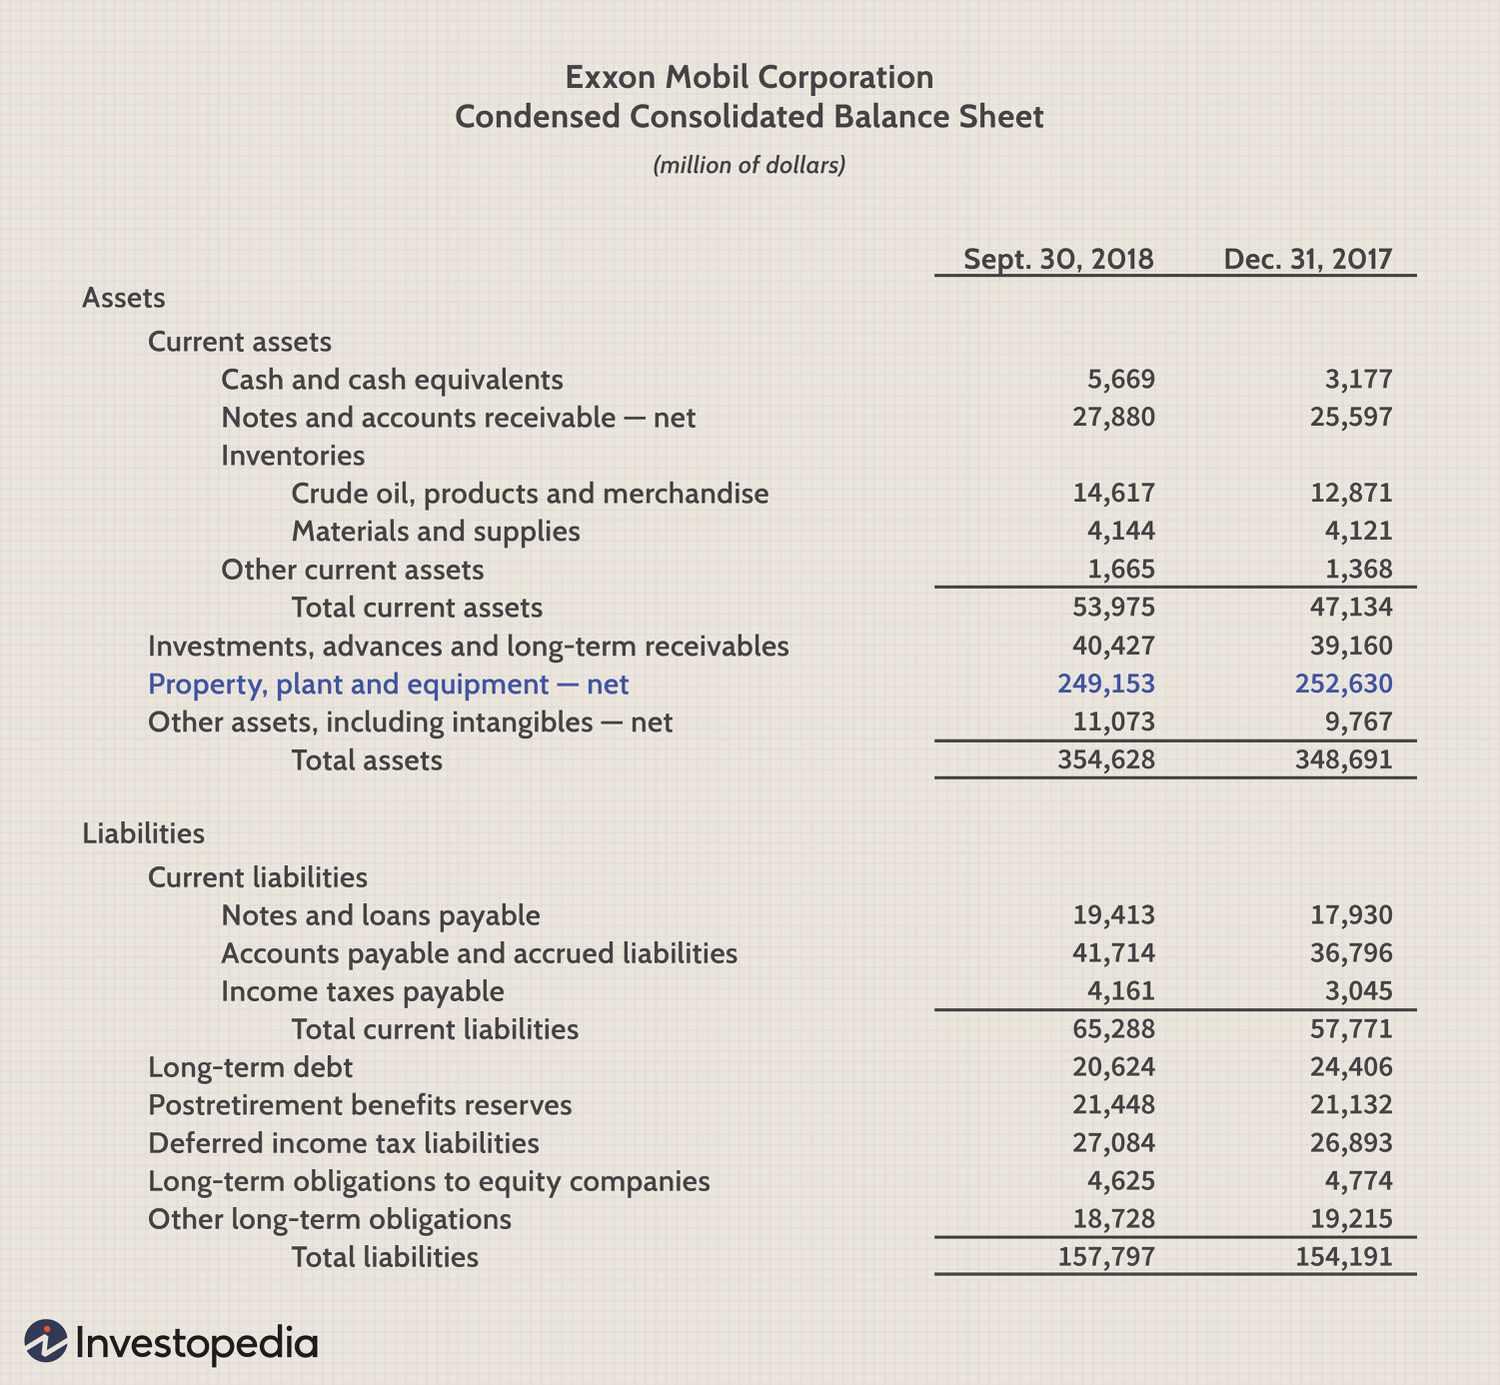 Exxon Mobil Corporation
Condensed Consolidated Balance Sheet
(million of dollars)
Sept. 30, 2018 Dec. 31, 2017
Assets
Current assets
Cash and cash equivalents 5,669 3,177
Notes and accounts receivable — net 27,880 25,597
Inventories
Crude oil, products and merchandise 14,617 12,871
Materials and supplies 4,144 4,121
Other current assets 1,665 1,368
Total current assets 53,975 47,134
Investments, advances and long-term receivables 40,427 39,160
Property, plant and equipment — net 249,153 252,630
Other assets, including intangibles — net 11,073 9,767
Total assets 354,628 348,691
Liabilities
Current liabilities
Notes and loans payable 19,413 17,930
Accounts payable and accrued liabilities 41,714 36,796
Income taxes payable 4,161 3,045
Total current liabilities 65,288 57,771
Long-term debt 20,624 24,406
Postretirement benefits reserves 21,448 21,132
Deferred income tax liabilities 27,084 26,893
Long-term obligations to equity companies 4,625 4,774
Other long-term obligations 18,728 19,215
Total liabilities 157,797 154,191
Investopedia